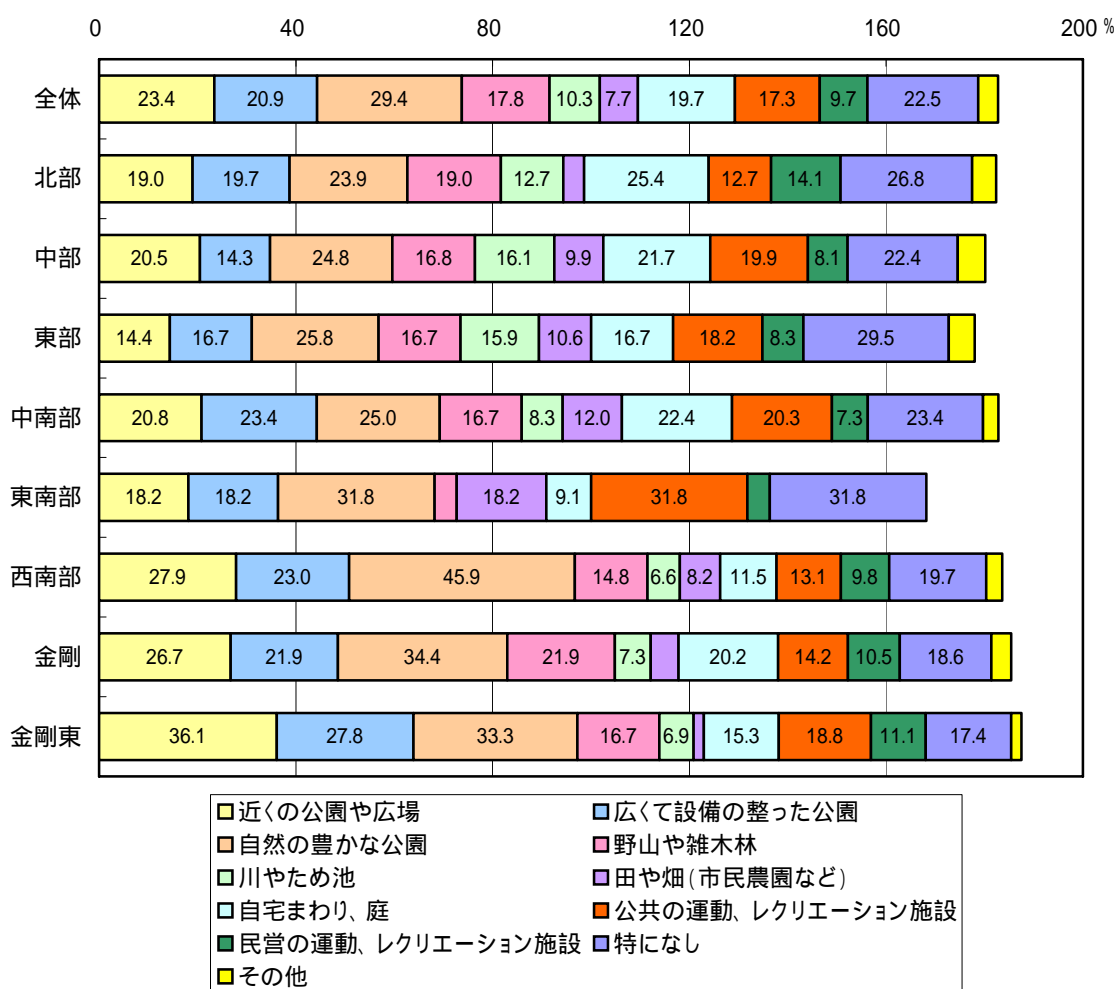 0 40 80 120 160 200 %
全体 23.4 20.9 29.4 17.8 10.3 7.7 19.7 17.3 9.7 22.5
北部 19.0 19.7 23.9 19.0 12.7 25.4 12.7 14.1 26.8
中部 20.5 14.3 24.8 16.8 16.1 9.9 21.7 19.9 8.1 22.4
東部 14.4 16.7 25.8 16.7 15.9 10.6 16.7 18.2 8.3 29.5
中南部 20.8 23.4 25.0 16.7 8.3 12.0 22.4 20.3 7.3 23.4
東南部 18.2 18.2 31.8 18.2 9.1 31.8 31.8
西南部 27.9 23.0 45.9 14.8 6.6 8.2 11.5 13.1 9.8 19.7
金剛 26.7 21.9 34.4 21.9 7.3 20.2 14.2 10.5 18.6
金剛東 36.1 27.8 33.3 16.7 6.9 15.3 18.8 11.1 17.4
近くの公園や広場 広くて設備の整った公園
自然の豊かな公園 野山や雑木林
川やため池 田や畑(市民農園など)
自宅まわり、庭 公共の運動、レクリエーション施設
民営の運動、レクリエーション施設 特になし
その他